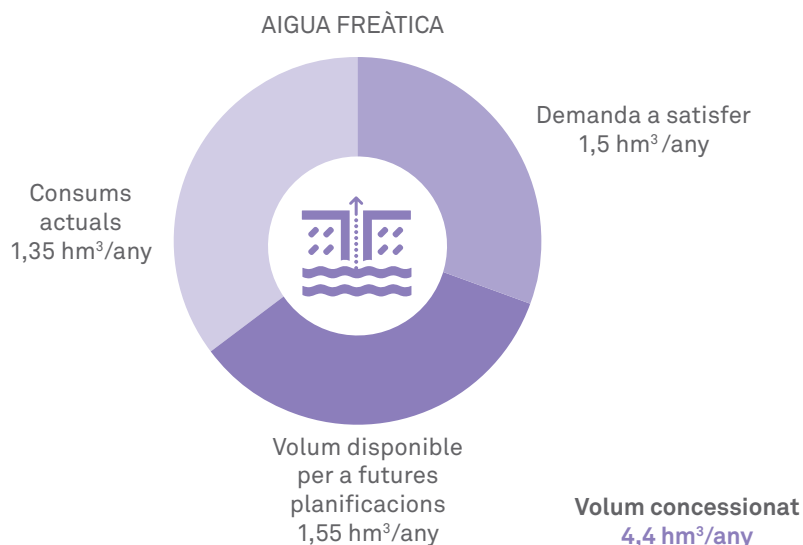 AIGUA FREÀTICA
Demanda a satisfer
1,5 hm³/any
Consums
actuals
1,35 hm³/any
Volum disponible
per a futures
planificacions
1,55 hm³/any
Volum concessionat
4,4 hm³/any